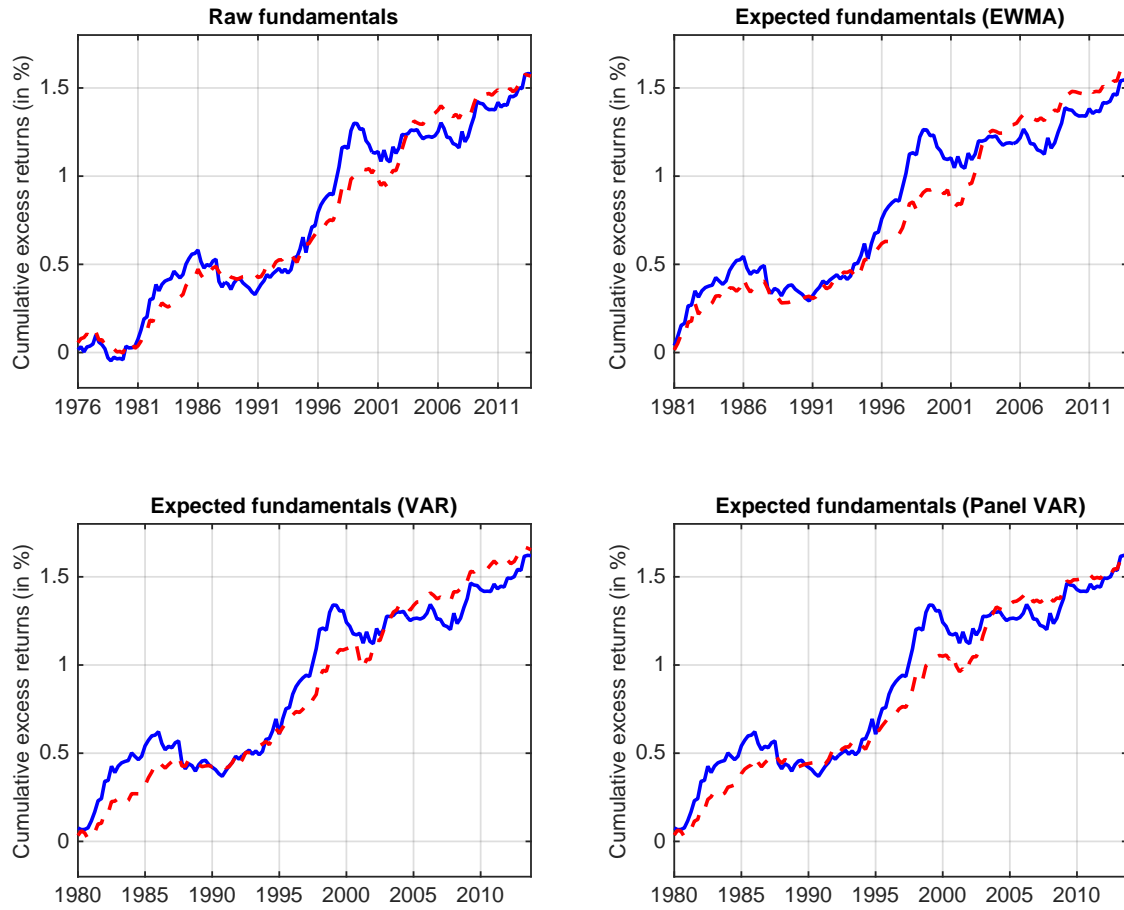 Raw fundamentals
Cumulative excess returns (in %)
1.5
1
0.5
0
1976 1981 1986 1991 1996 2001 2006 2011
Expected fundamentals (EWMA)
Cumulative excess returns (in %)
1.5
1
0.5
0
1981 1986 1991 1996 2001 2006 2011
Expected fundamentals (VAR)
Cumulative excess returns (in %)
1.5
1
0.5
0
1980 1985 1990 1995 2000 2005 2010
Expected fundamentals (Panel VAR)
Cumulative excess returns (in %)
1.5
1
0.5
0
1980 1985 1990 1995 2000 2005 2010